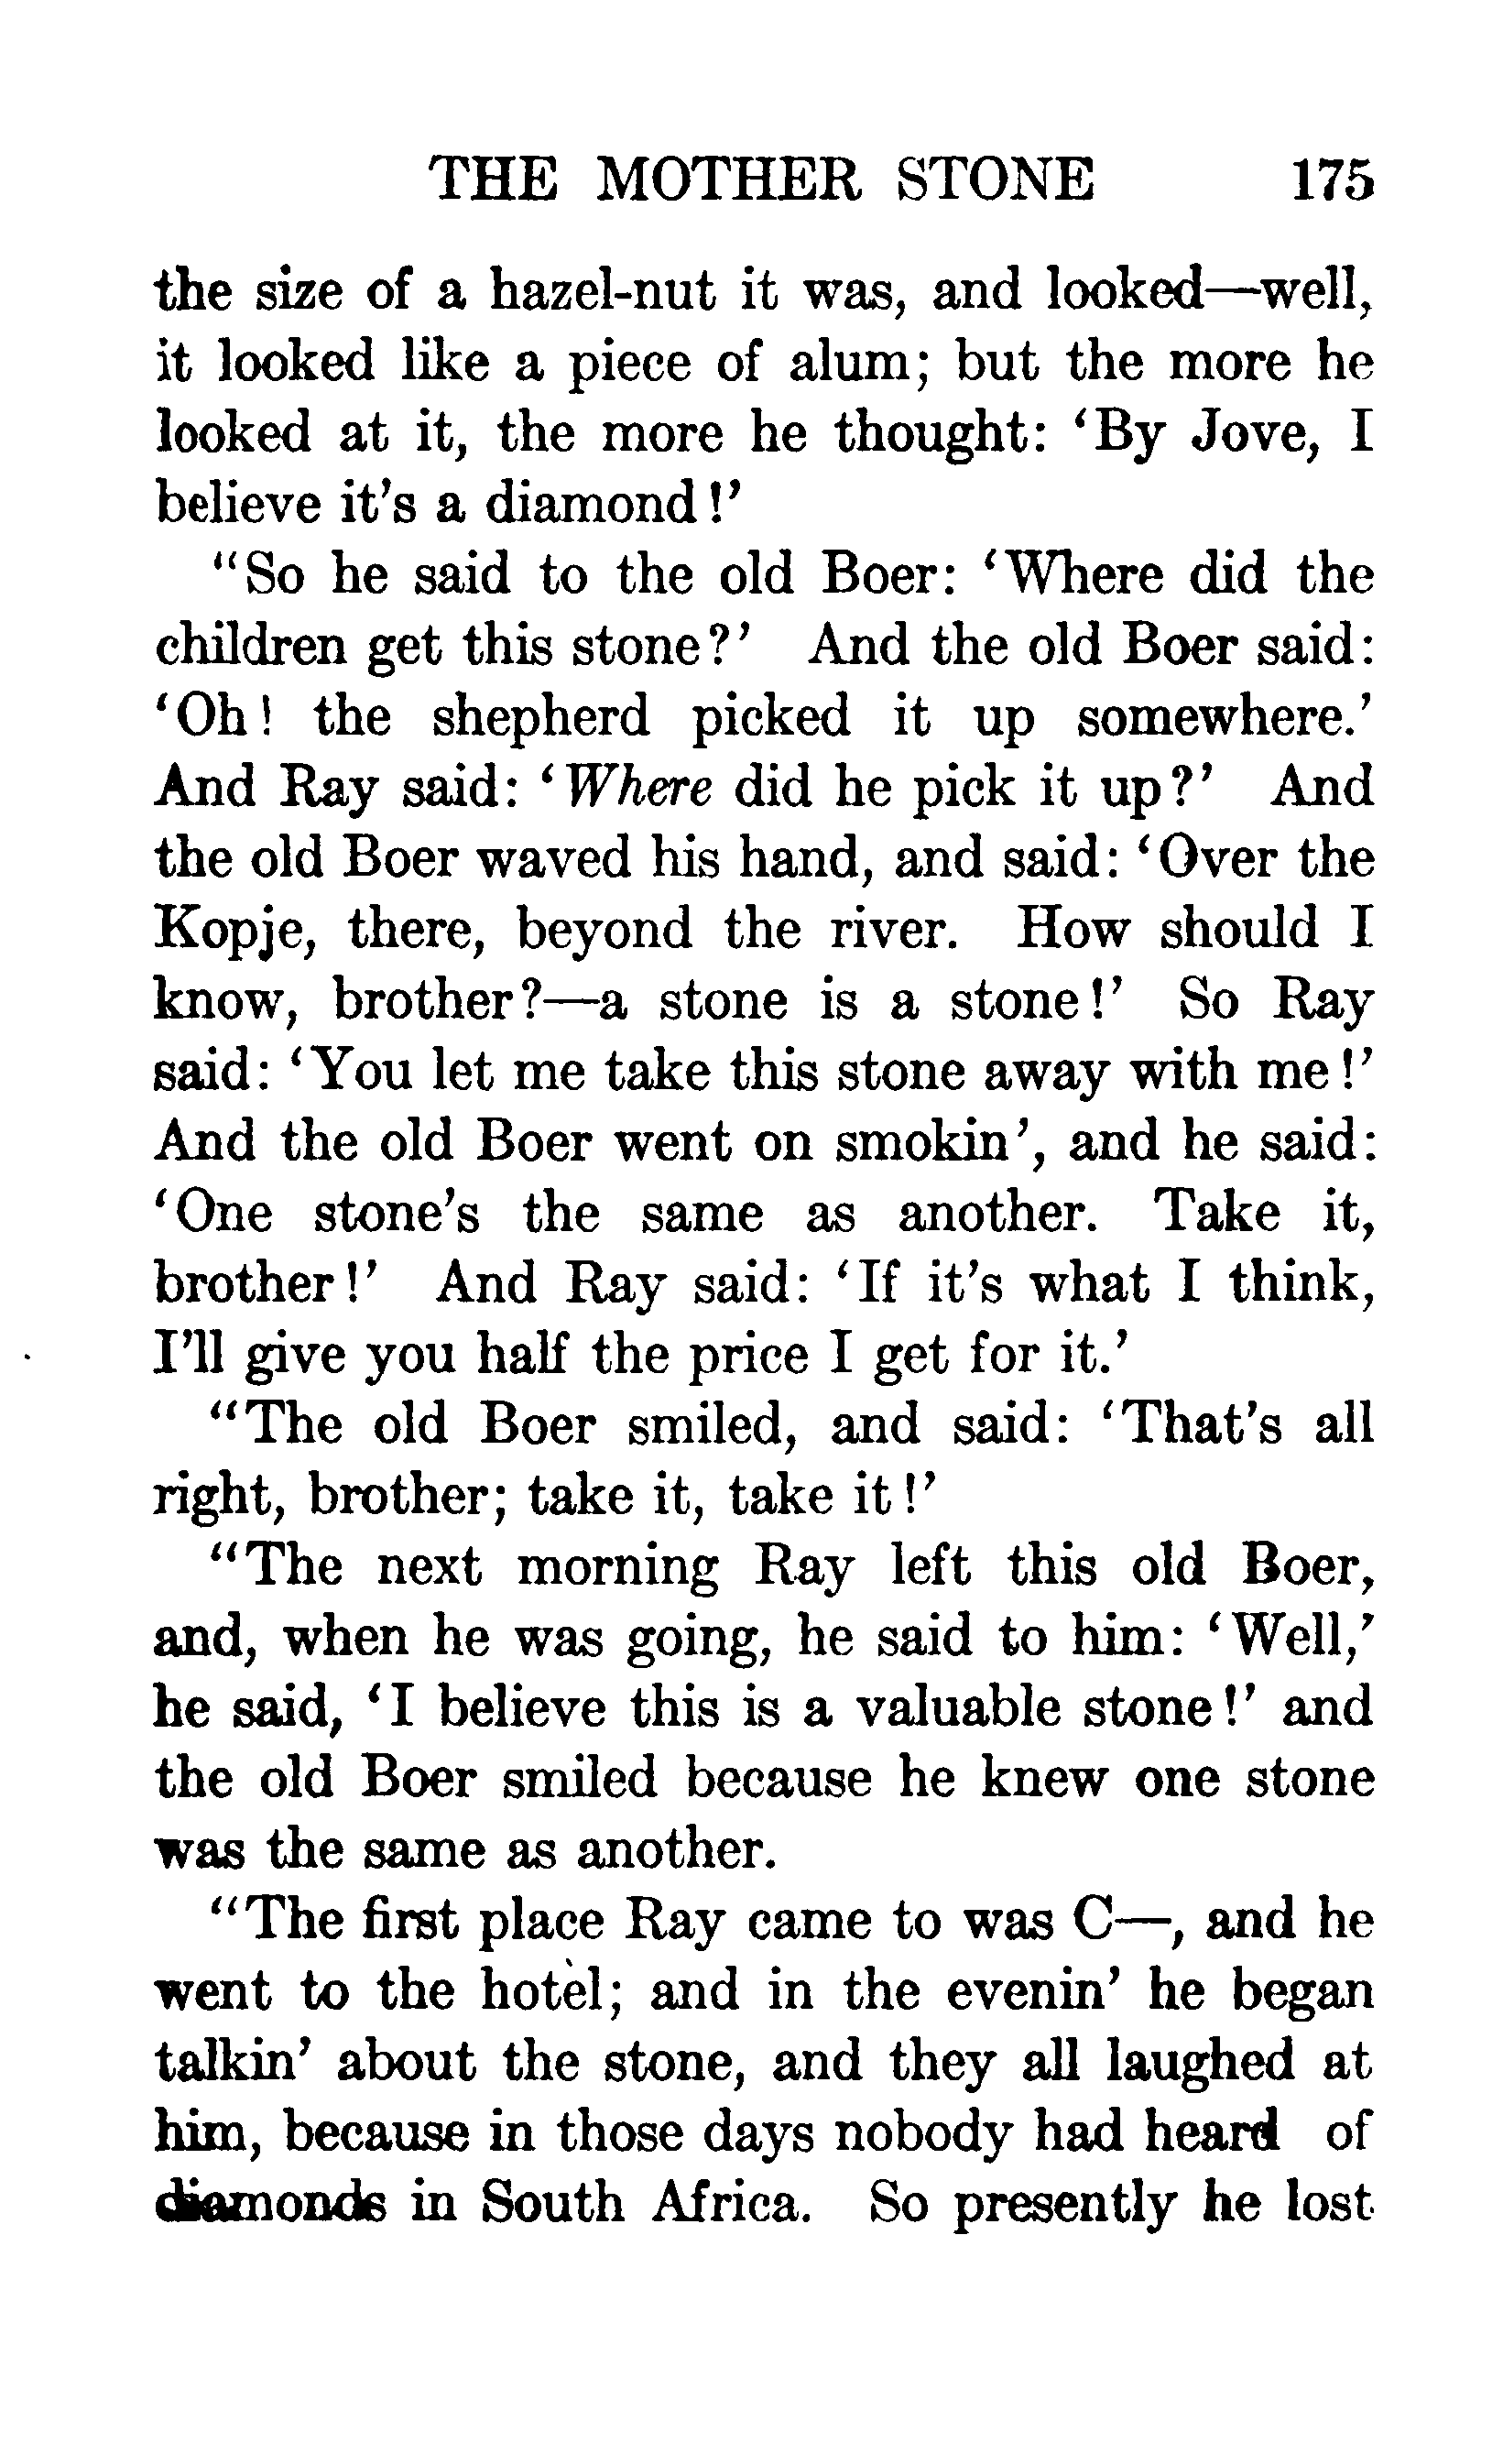 THE MOTHER STONE 175
the size of a hazel-nut it was, and looked—well,
it looked like a piece of alum; but the more he
looked at it, the more he thought: 'By Jove, I
believe it's a diamond!'
"So he said to the old Boer: 'Where did the
children get this stone?' And the old Boer said:
'Oh! the shepherd picked it up somewhere.'
And Ray said: 'Where did he pick it up?' And
the old Boer waved his hand, and said: 'Over the
Kopje, there, beyond the river. How should I
know, brother?—a stone is a stone!' So Ray
said: 'You let me take this stone away with me!'
And the old Boer went on smokin', and he said:
'One stone's the same as another. Take it,
brother!' And Ray said: 'If it's what I think,
I'll give you half the price I get for it.'
"The old Boer smiled, and said: 'That's all
right, brother; take it, take it!'
"The next morning Ray left this old Boer,
and, when he was going, he said to him: 'Well,'
he said, 'I believe this is a valuable stone!' and
the old Boer smiled because he knew one stone
was the same as another.
"The first place Ray came to was C—, and he
went to the hotel; and in the evenin' he began
talkin' about the stone, and they all laughed at
him, because in those days nobody had heard of
diamonds in South Africa. So presently he lost